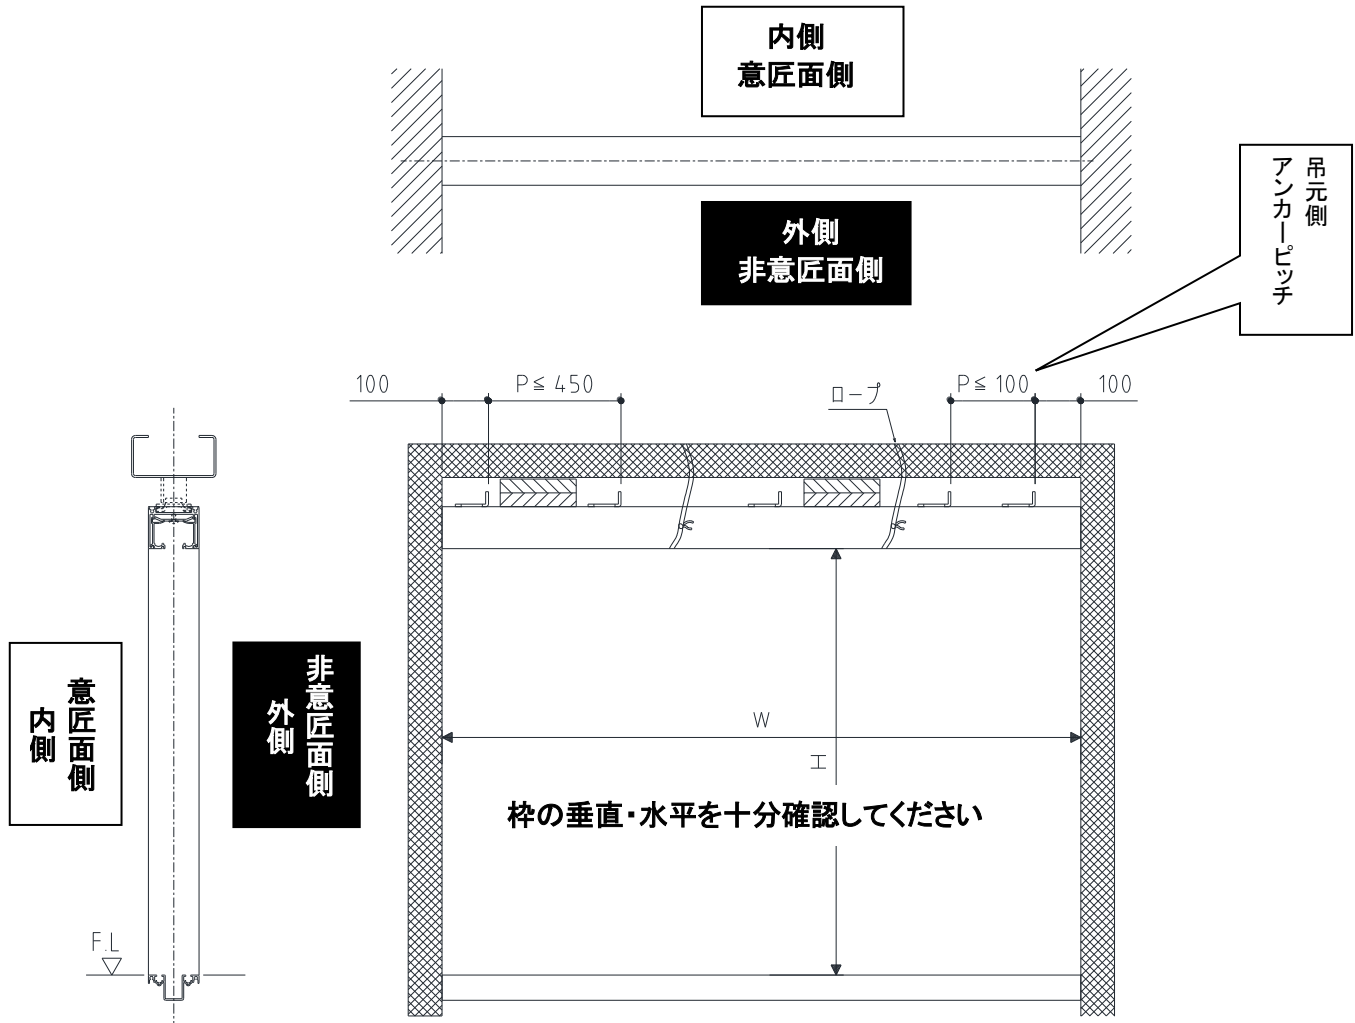 内側
意匠面側
外側
非意匠面側
吊元側
アンカーピッチ
100
P≦ 450
ロープ
P≦ 100
100
意匠面側
内側
非意匠面側
外側
W
H
枠の垂直・水平を十分確認してください
F.L